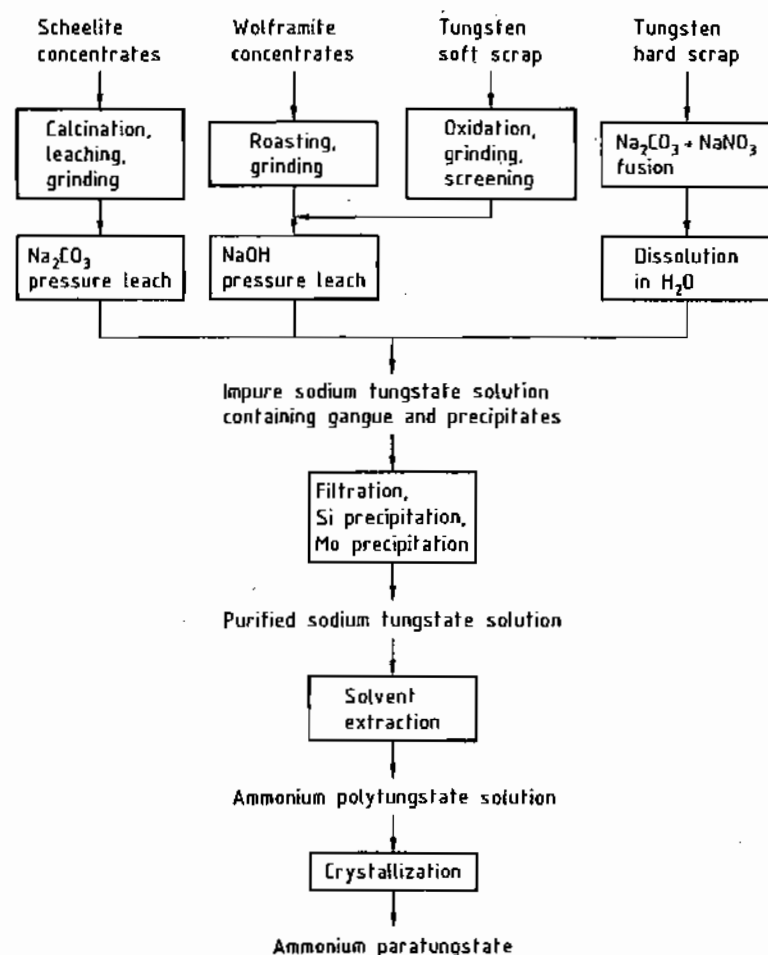 Scheelite
concentrates
Wolframite
concentrates
Tungsten
soft scrap
Tungsten
hard scrap
Calcination,
leaching,
grinding
Roasting,
grinding
Oxidation,
grinding,
screening
Na₂CO₃ + NaNO₃
fusion
Na₂CO₃
pressure leach
NaOH
pressure leach
Dissolution
in H₂O
Impure sodium tungstate solution
containing gangue and precipitates
Filtration,
Si precipitation,
Mo precipitation
Purified sodium tungstate solution
Solvent
extraction
Ammonium polytungstate solution
Crystallization
Ammonium paratungstate